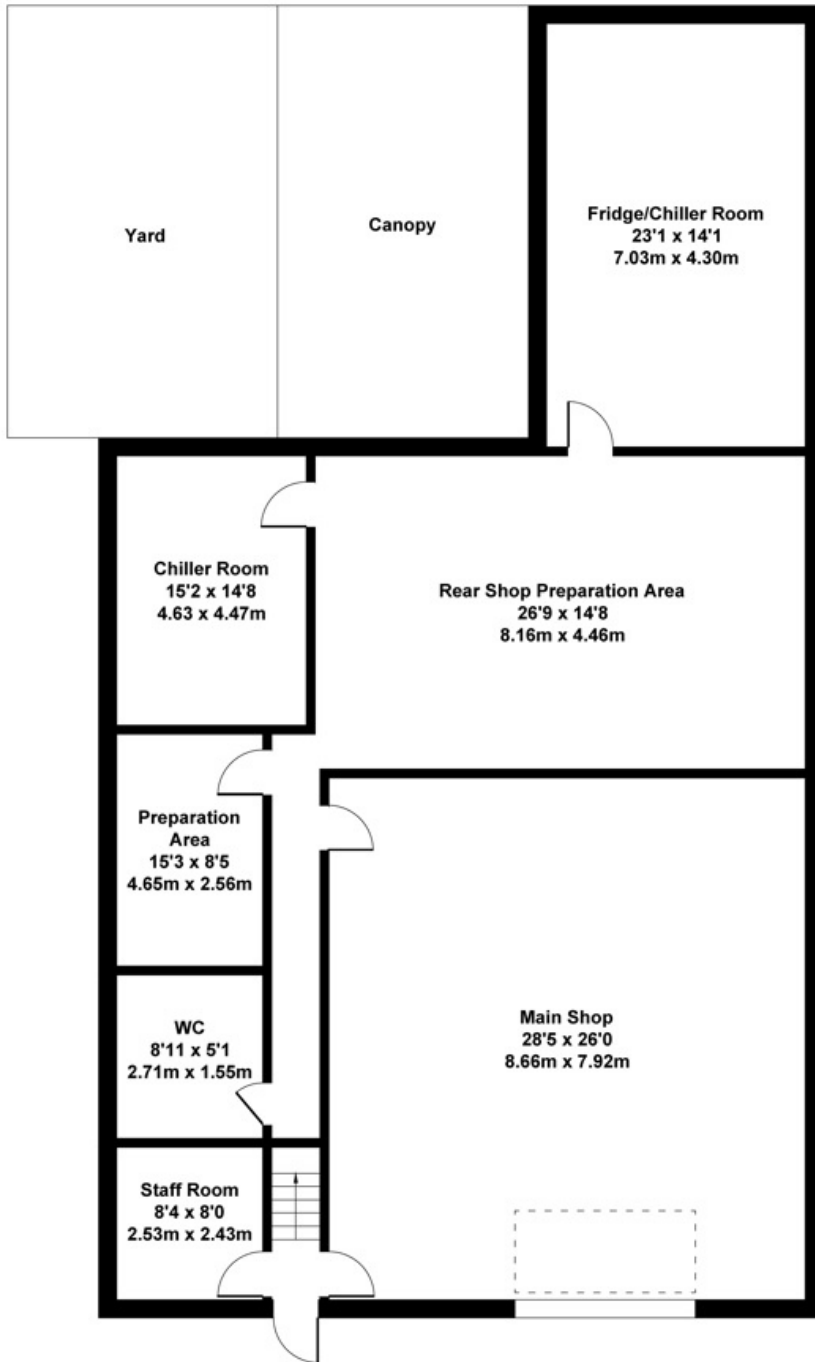 Yard
Canopy
Fridge/Chiller Room
23'1 x 14'1
7.03m x 4.30m
Chiller Room
15'2 x 14'8
4.63 x 4.47m
Rear Shop Preparation Area
26'9 x 14'8
8.16m x 4.46m
Preparation
Area
15'3 x 8'5
4.65m x 2.56m
WC
8'11 x 5'1
2.71m x 1.55m
Main Shop
28'5 x 26'0
8.66m x 7.92m
Staff Room
8'4 x 8'0
2.53m x 2.43m